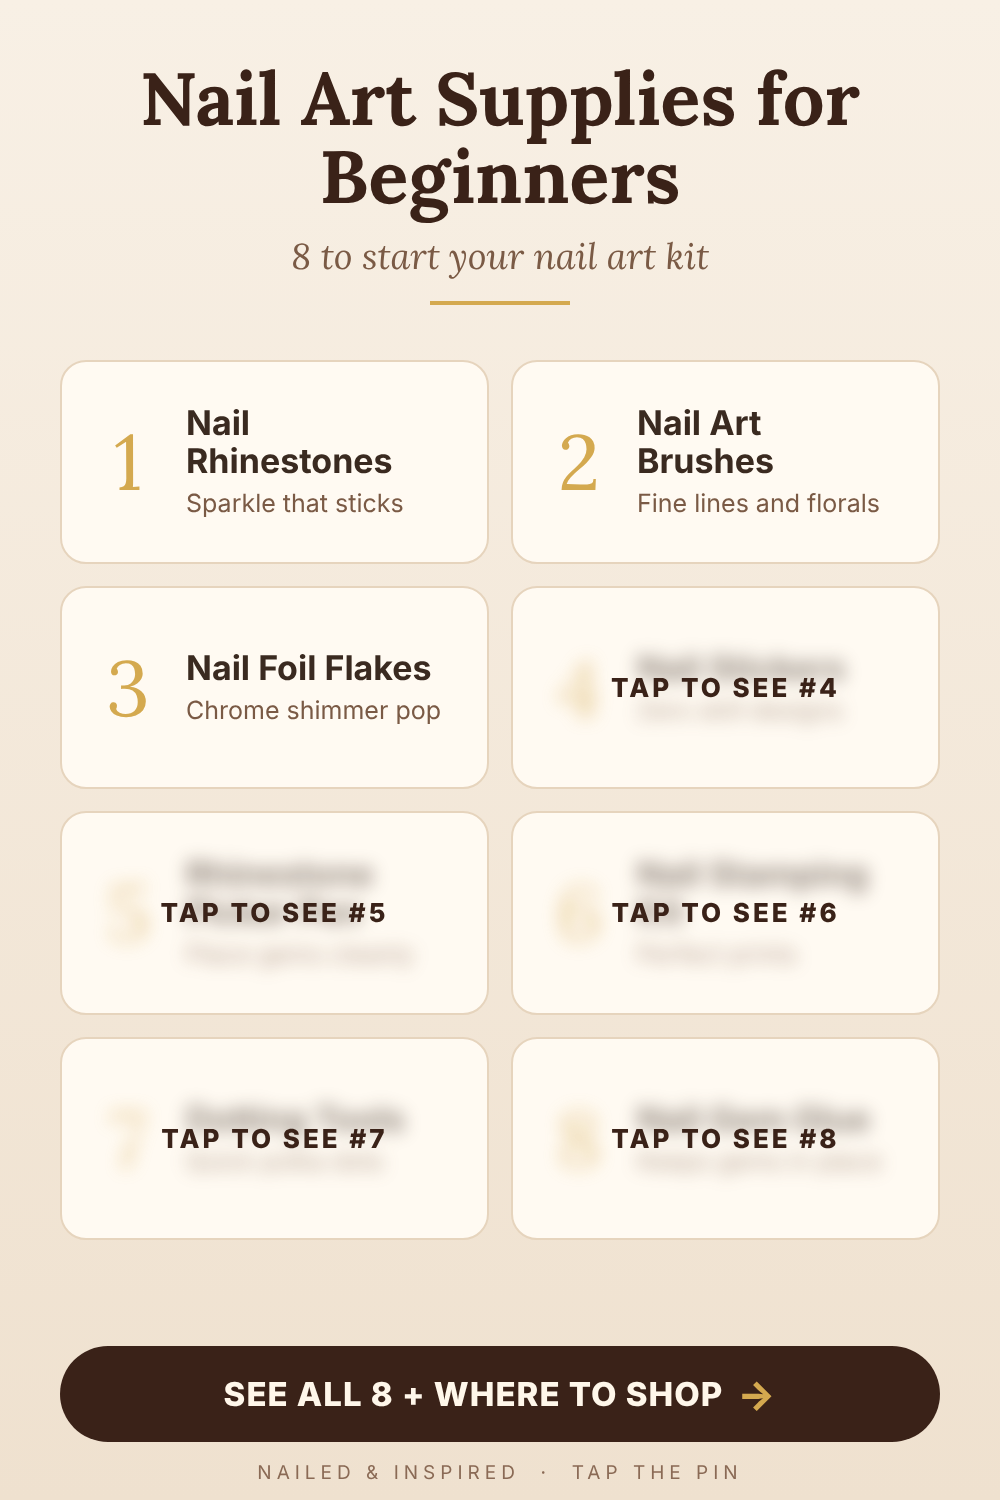 Nail Art Supplies for
Beginners
8 to start your nail art kit
1
Nail
Rhinestones
Sparkle that sticks
2
Nail Art
Brushes
Fine lines and florals
3
Nail Foil Flakes
Chrome shimmer pop
TAP TO SEE #4
TAP TO SEE #5
TAP TO SEE #6
TAP TO SEE #7
TAP TO SEE #8
SEE ALL 8 + WHERE TO SHOP →
NAILED & INSPIRED · TAP THE PIN